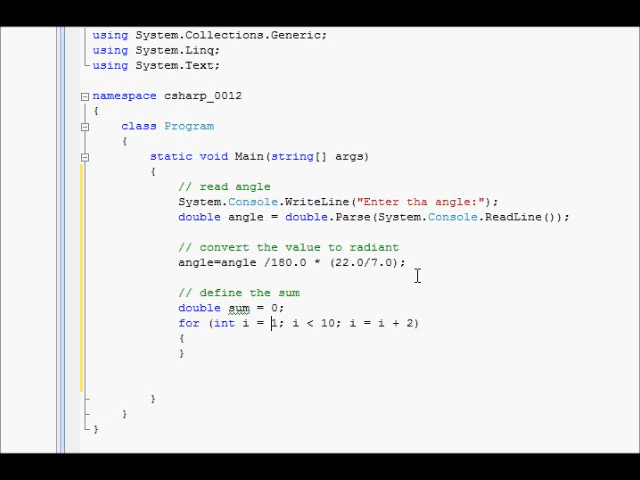 using System.Collections.Generic;
using System.Linq;
using System.Text;
namespace csharp_0012
{
class Program
{
static void Main(string[] args)
{
// read angle
System.Console.WriteLine("Enter tha angle:");
double angle = double.Parse(System.Console.ReadLine());
// convert the value to radiant
angle=angle /180.0 * (22.0/7.0);
// define the sum
double sum = 0;
for (int i = 1; i < 10; i = i + 2)
{
}
}
}
}